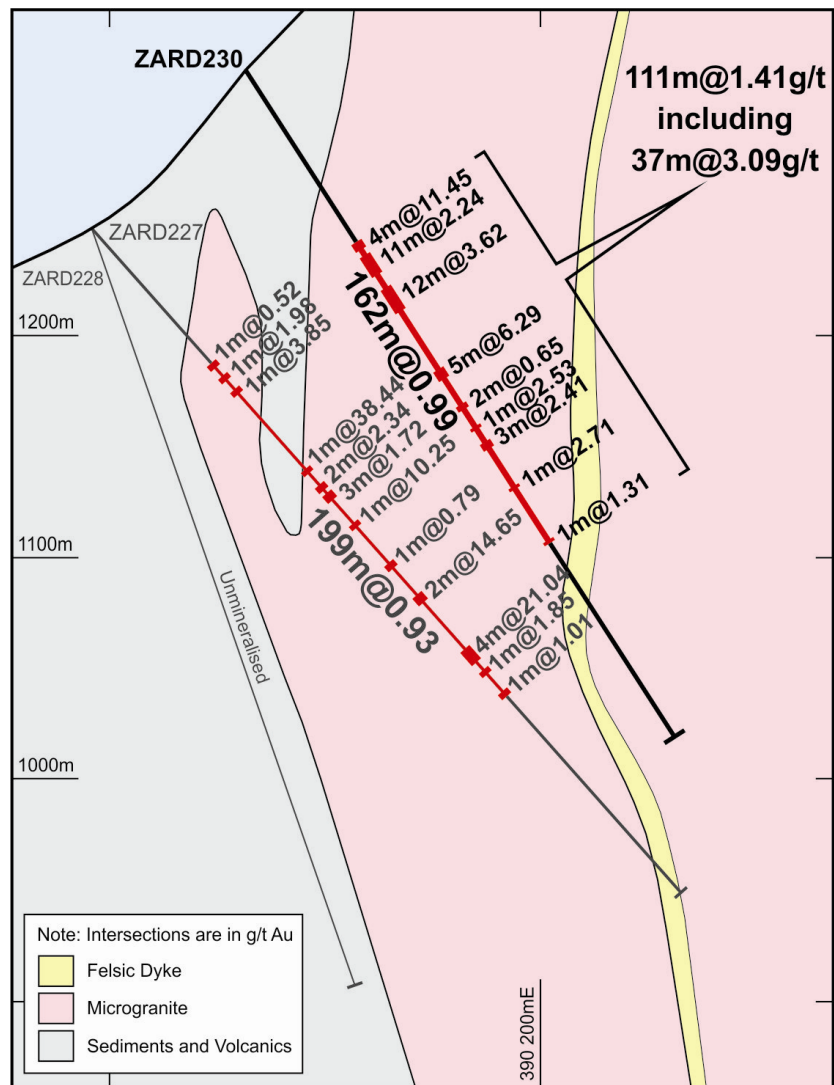 ZARD230
111m@1.41g/t
including
37m@3.09g/t
4m@11.45
11m@2.24
12m@3.62
162m@0.99
5m@6.29
2m@0.65
1m@2.53
3m@2.41
1m@2.71
1m@1.31
ZARD227
ZARD228
1200m
1m@0.52
1m@1.98
1m@3.85
1m@38.44
2m@2.34
3m@1.72
1m@10.25
199m@0.93
1m@0.79
2m@14.65
4m@21.04
1m@1.85
1m@1.01
1100m
Unmineralised
1000m
390 200mE
Note: Intersections are in g/t Au
Felsic Dyke
Microgranite
Sediments and Volcanics